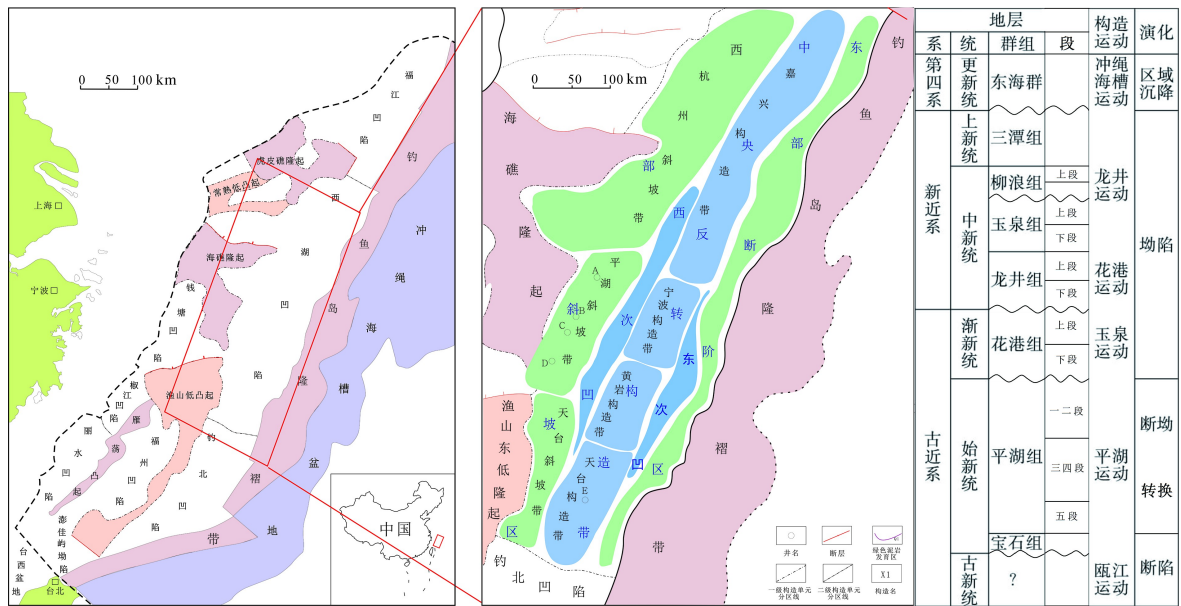 0 50 100 km
福江凹陷
虎皮礁隆起
常熟低凸起
上海
海礁隆起
宁波
钱塘凹陷
西湖凹陷
钓鱼岛隆褶带
冲绳海槽盆地
渔山低凸起
椒江凹陷
丽水凹陷
雁荡凸起
福州凹陷
钓北凹陷
澎佳屿坳陷
台西盆地
台北
中国
0 50 100 km
海礁隆起
渔山东低隆起
钓北凹陷
钓鱼岛隆褶带
西部斜坡区
杭州斜坡带
平湖斜坡带
A
B
C
D
天台斜坡带
西次凹
中央反转构造带
嘉兴构造带
宁波构造带
黄岩构造带
天台构造带
E
东次凹
东部断阶区
井名
断层
绿色泥岩
发育区
一级构造单元
分区线
二级构造单元
分区线
X1
构造名
地层
构造运动
演化
系
统
群组
段
第四系
更新统
东海群
冲绳海槽运动
区域沉降
新近系
上新统
三潭组
中新统
柳浪组
上段
龙井运动
玉泉组
上段
下段
龙井组
上段
下段
花港运动
坳陷
古近系
渐新统
花港组
上段
下段
玉泉运动
始新统
平湖组
一二段
三四段
五段
平湖运动
断坳转换
宝石组
古新统
?
瓯江运动
断陷